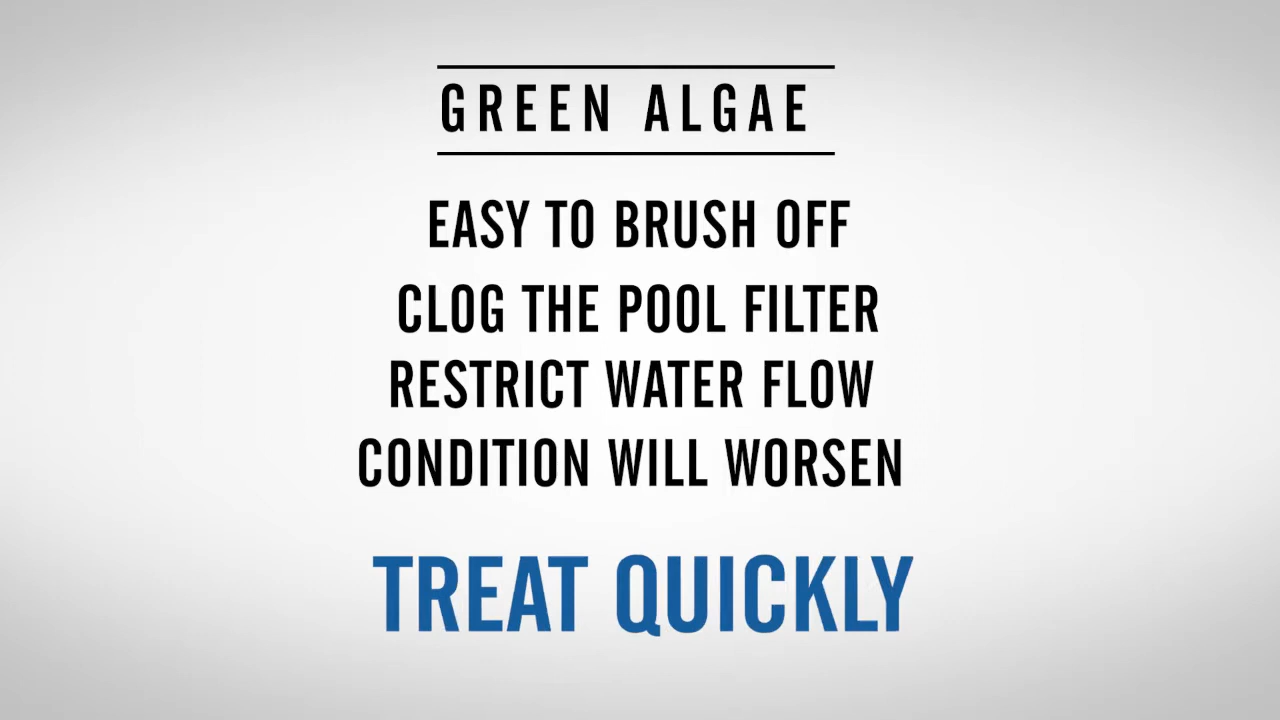 GREEN ALGAE
EASY TO BRUSH OFF
CLOG THE POOL FILTER
RESTRICT WATER FLOW
CONDITION WILL WORSEN
TREAT QUICKLY